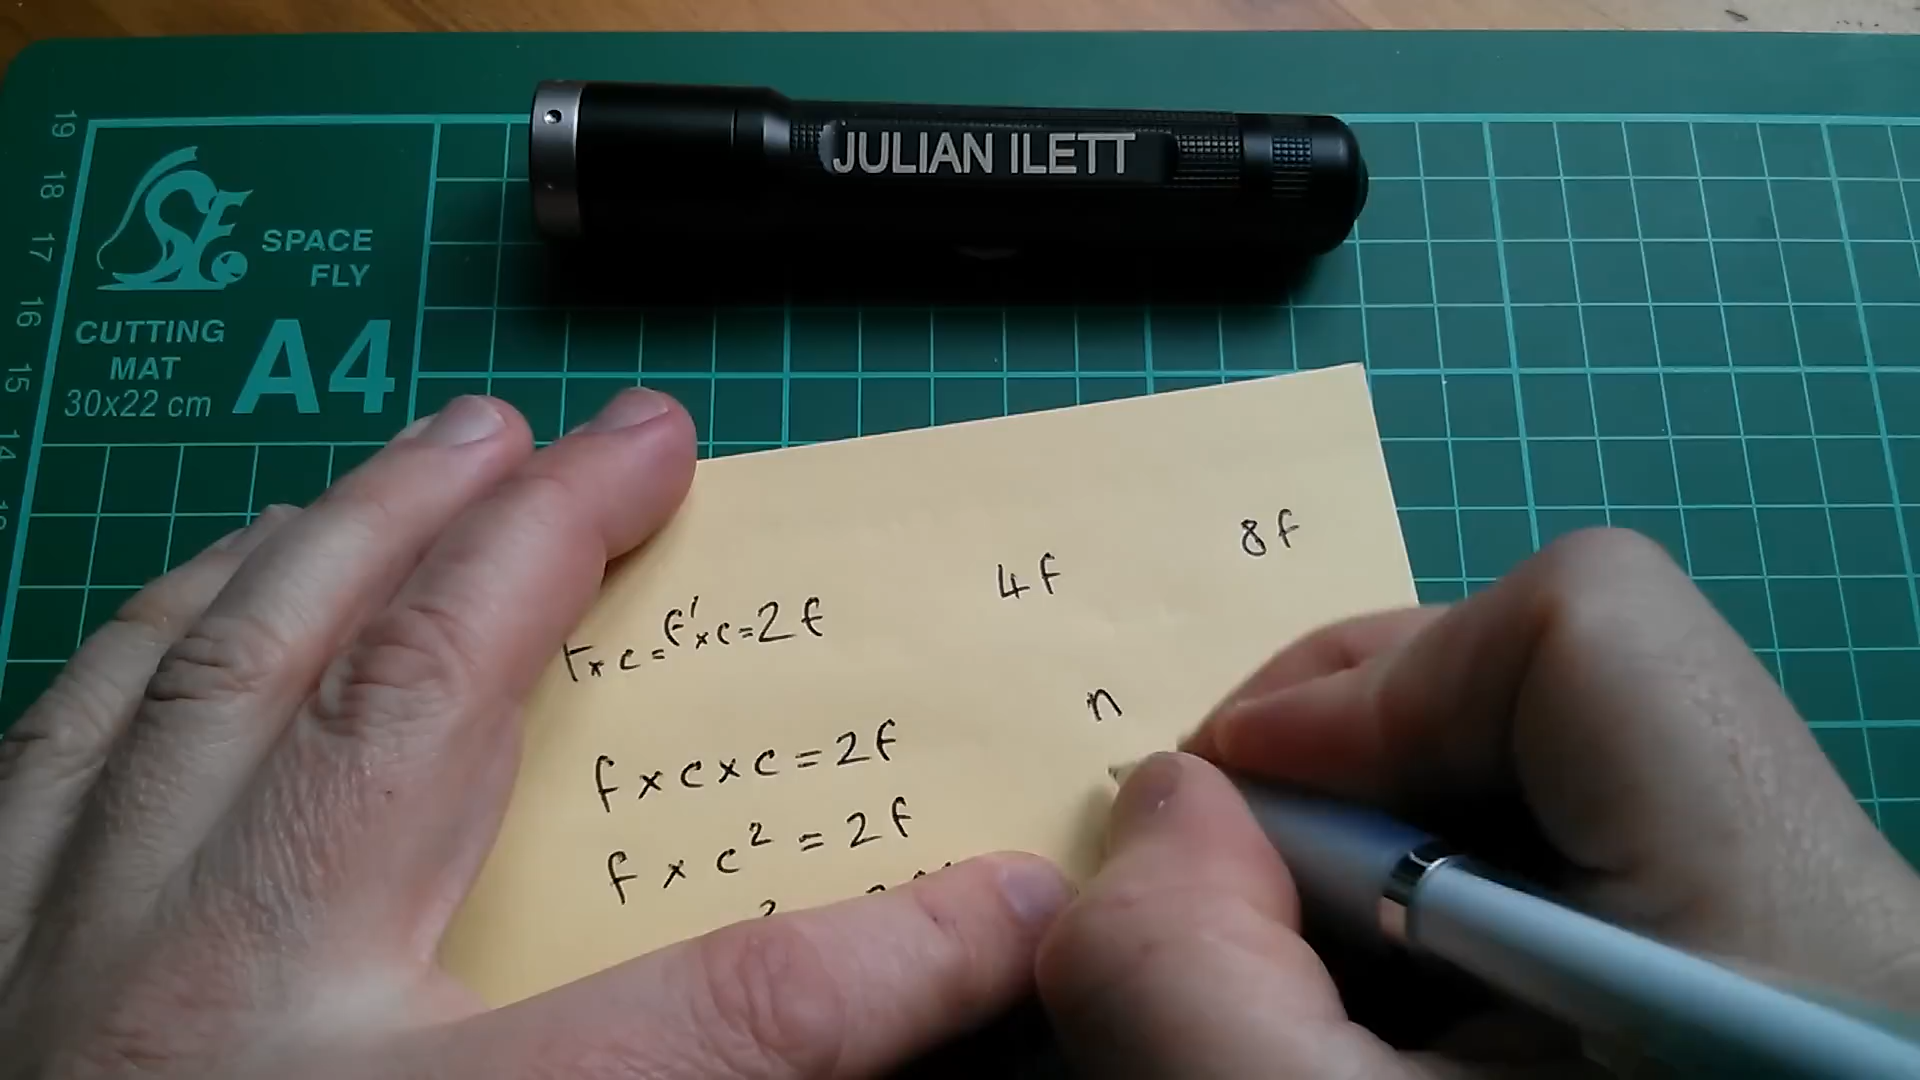 JULIAN ILETT
SPACE
FLY
CUTTING
MAT
30x22 cm
A4
19
18
17
16
15
14
8f
4f
f × c = f' × c = 2f
n
f × c × c = 2f
f × c² = 2f